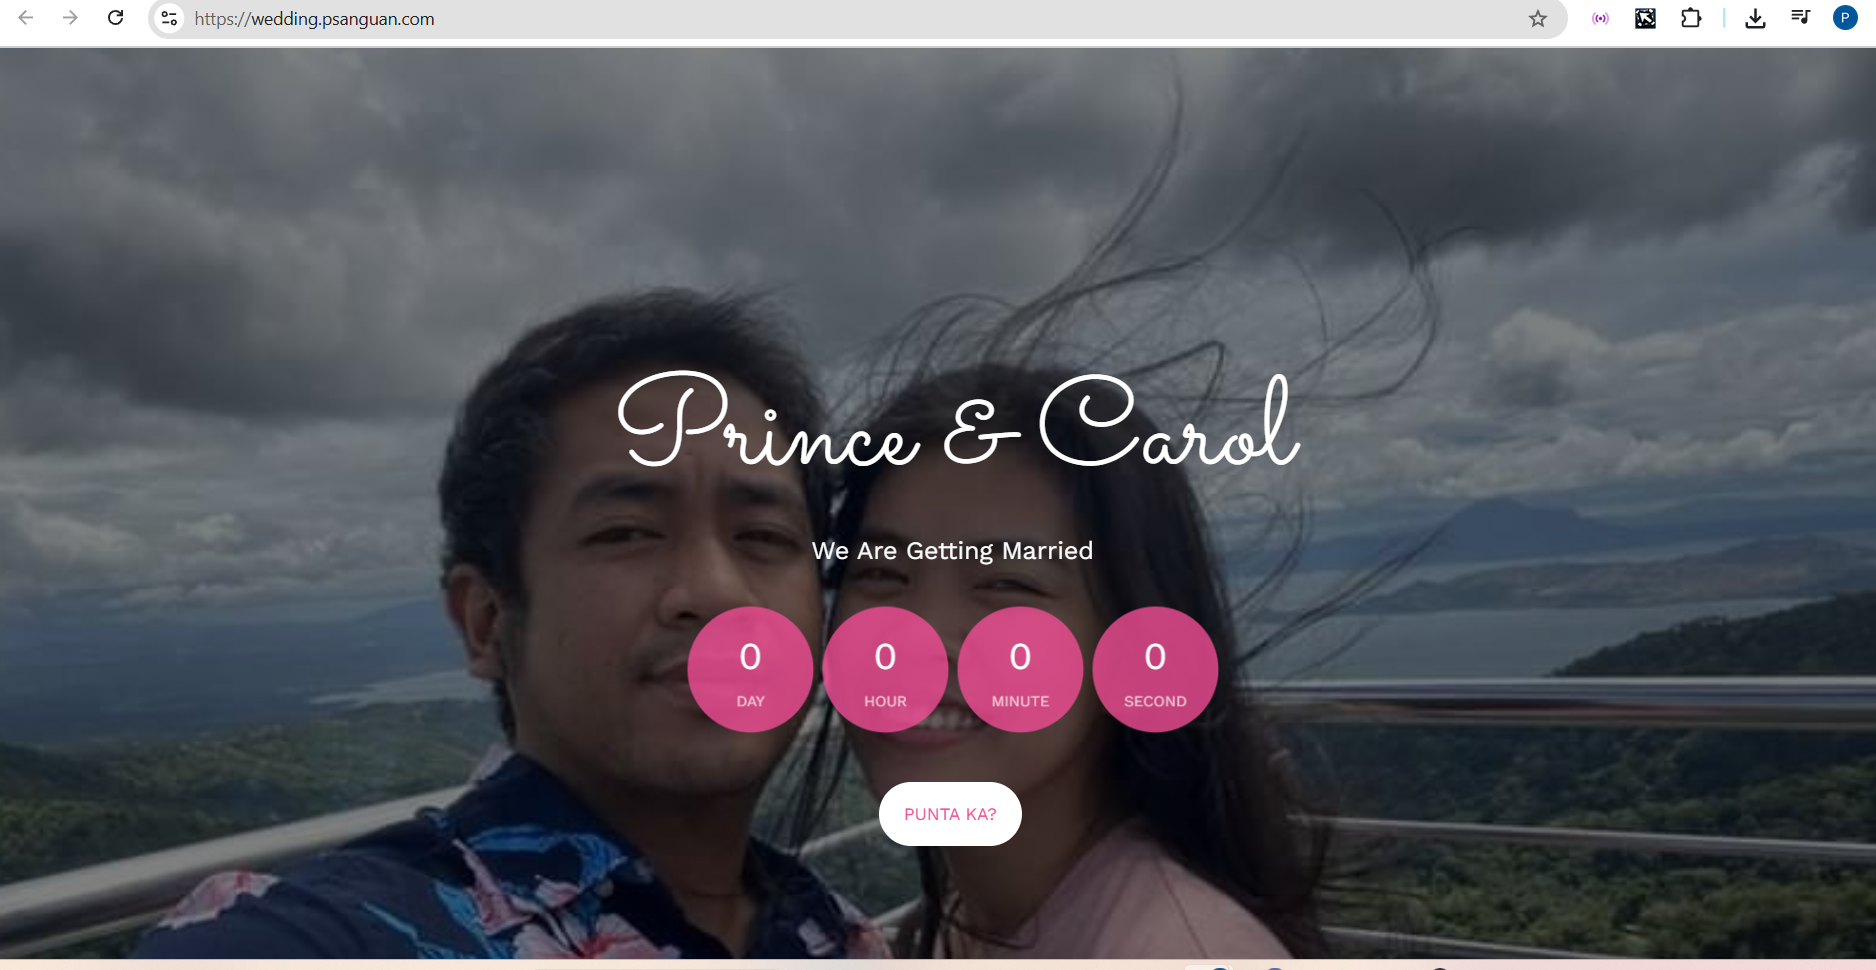 https://wedding.psanguan.com
P
Prince & Carol
We Are Getting Married
0 0 0 0
DAY HOUR MINUTE SECOND
PUNTA KA?